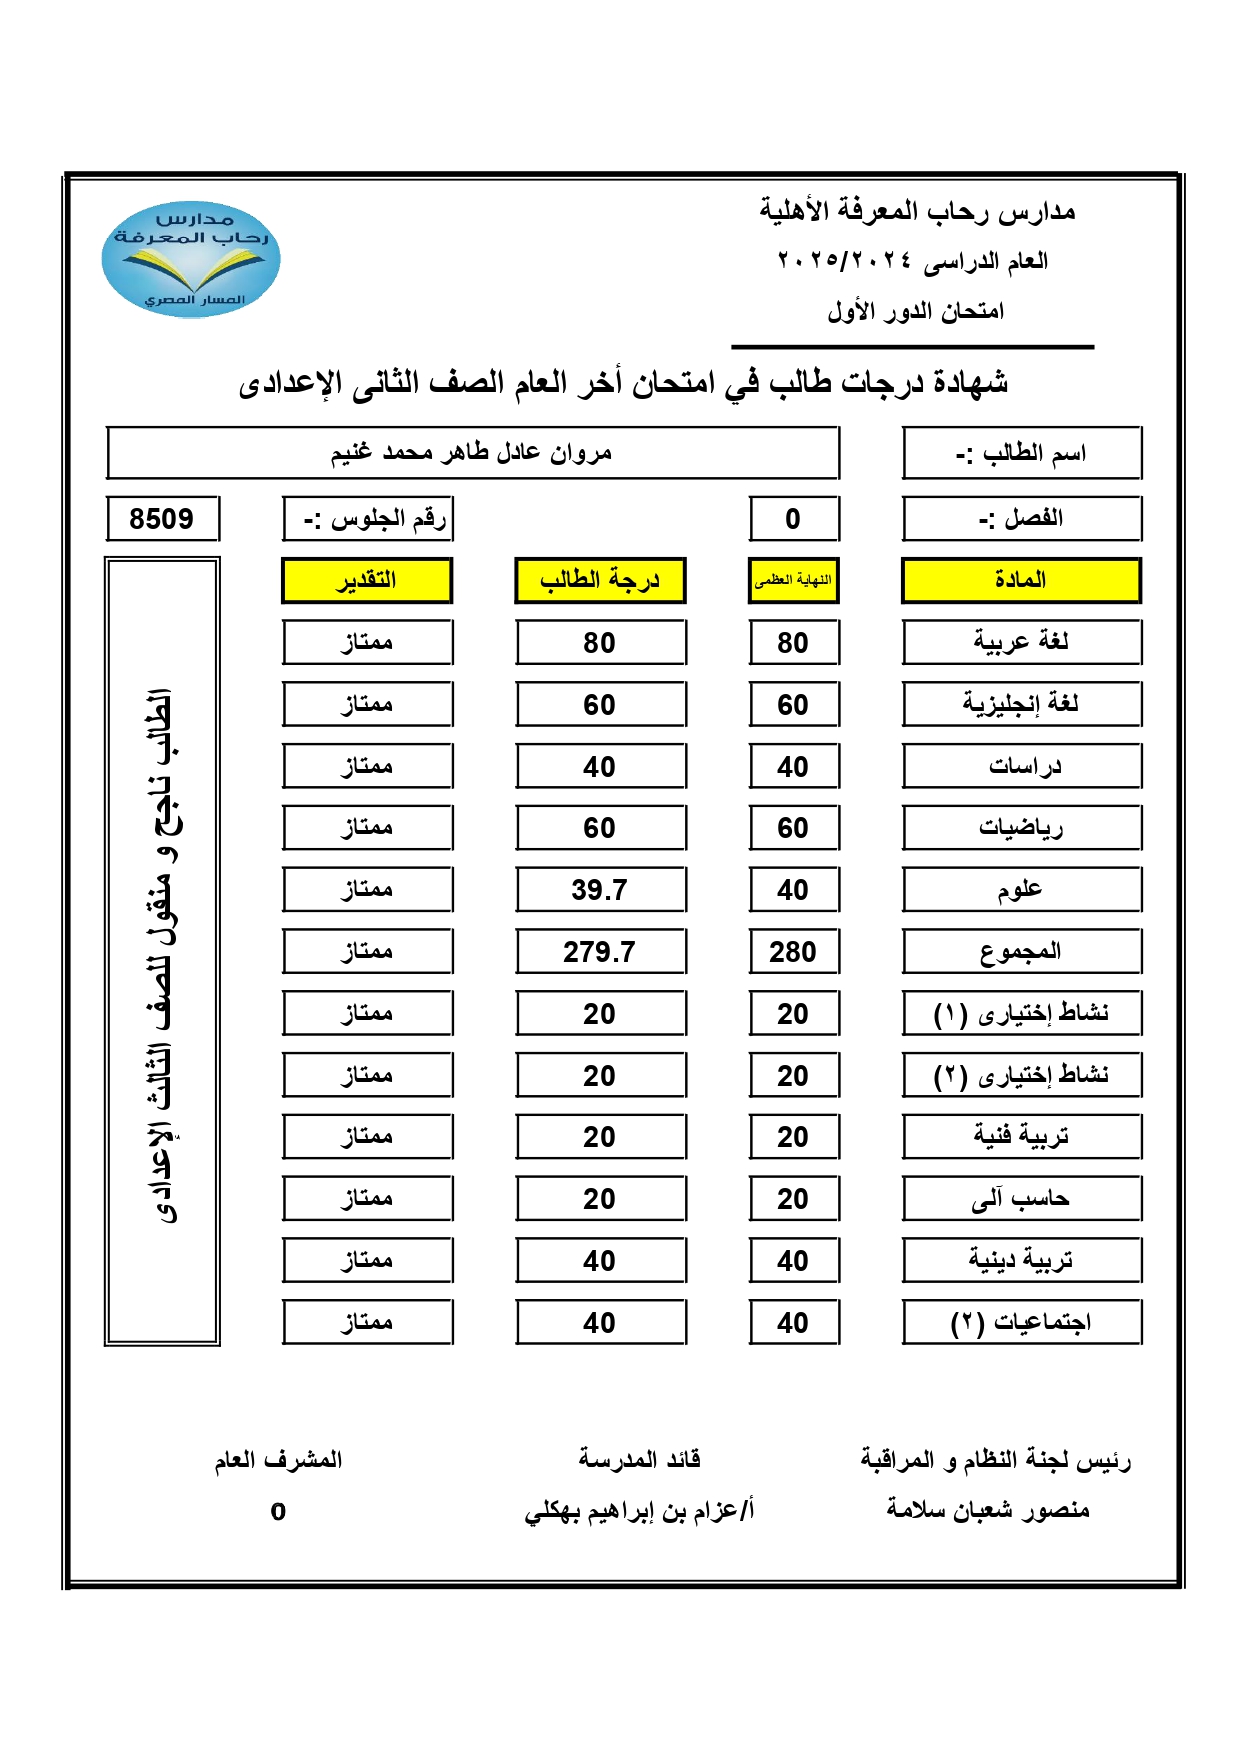 مدارس رحاب المعرفة الأهلية
العام الدراسى ٢٠٢٤/٢٠٢٥
امتحان الدور الأول
مدارس
رحاب المعرفة
المسار المصري
شهادة درجات طالب في امتحان أخر العام الصف الثانى الإعدادى
اسم الطالب :- مروان عادل طاهر محمد غنيم
الفصل :- 0 رقم الجلوس :- 8509
المادة النهاية العظمى درجة الطالب التقدير
لغة عربية 80 80 ممتاز
لغة إنجليزية 60 60 ممتاز
دراسات 40 40 ممتاز
رياضيات 60 60 ممتاز
علوم 40 39.7 ممتاز
المجموع 280 279.7 ممتاز
نشاط إختيارى (١) 20 20 ممتاز
نشاط إختيارى (٢) 20 20 ممتاز
تربية فنية 20 20 ممتاز
حاسب آلى 20 20 ممتاز
تربية دينية 40 40 ممتاز
اجتماعيات (٢) 40 40 ممتاز
الطالب ناجح و منقول للصف الثالث الإعدادى
رئيس لجنة النظام و المراقبة قائد المدرسة المشرف العام
منصور شعبان سلامة أ/عزام بن إبراهيم بهكلي 0